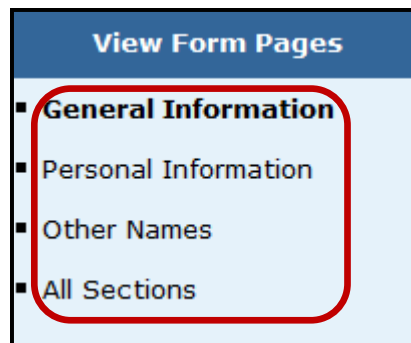 View Form Pages
General Information
Personal Information
Other Names
All Sections